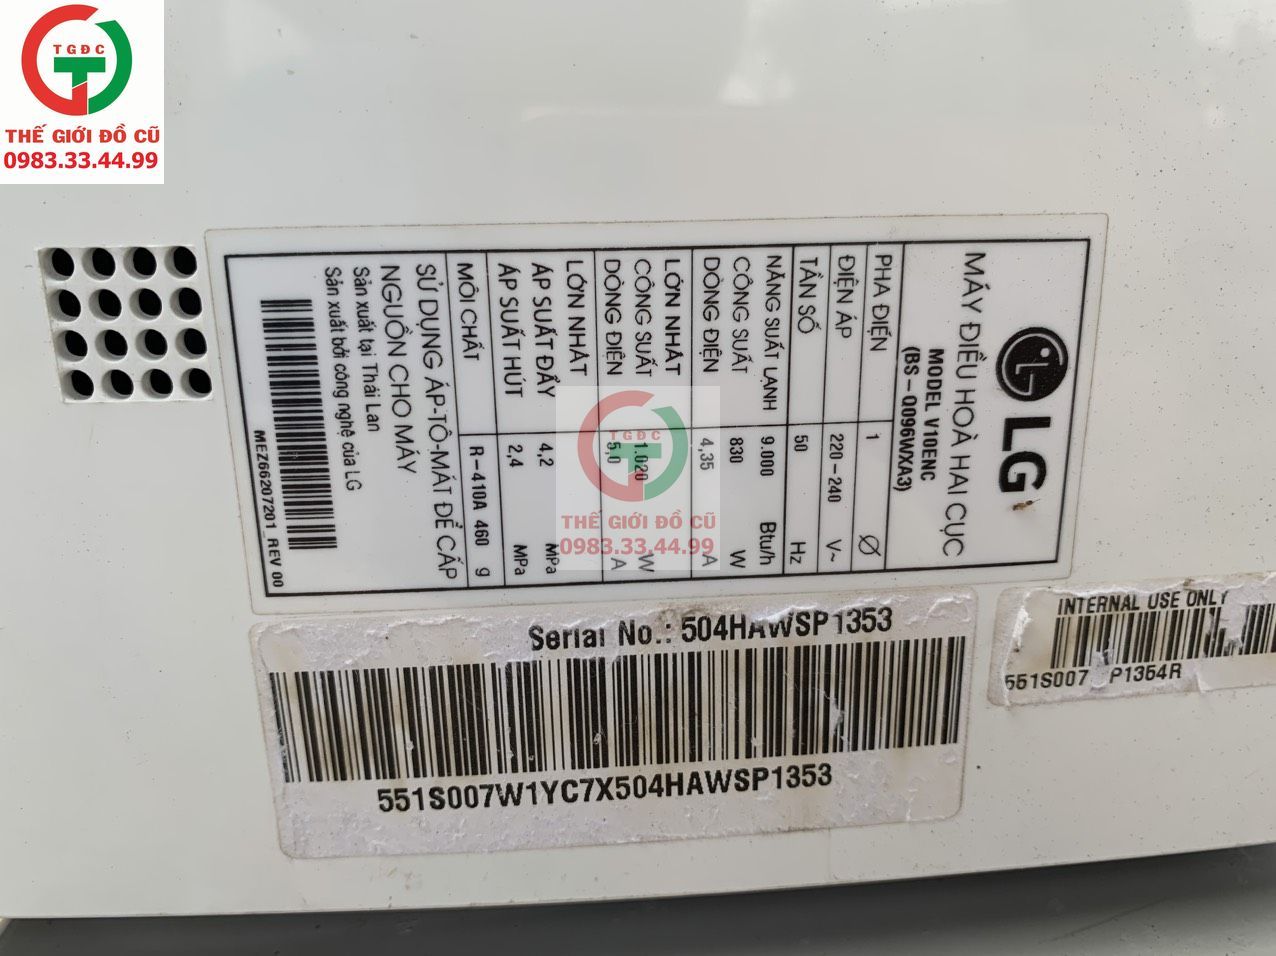 TGĐC
THẾ GIỚI ĐỒ CŨ
0983.33.44.99
LG
MÁY ĐIỀU HOÀ HAI CỤC
MODEL V10ENC
(BS-Q096WXA3)
PHA ĐIỆN 1 Ø
ĐIỆN ÁP 220-240 V~
TẦN SỐ 50 Hz
NĂNG SUẤT LẠNH 9.000 Btu/h
CÔNG SUẤT 830 W
DÒNG ĐIỆN 4,35 A
LỚN NHẤT
CÔNG SUẤT 1.020 W
DÒNG ĐIỆN 5,0 A
LỚN NHẤT
ÁP SUẤT ĐẨY 4,2 MPa
ÁP SUẤT HÚT 2,4 MPa
MÔI CHẤT R-410A 460 g
SỬ DỤNG ÁP-TÔ-MÁT ĐỂ CẤP
NGUỒN CHO MÁY
Sản xuất tại Thái Lan
Sản xuất bởi công nghệ của LG
MEZ66207201_REV 00
TGĐC
THẾ GIỚI ĐỒ CŨ
0983.33.44.99
Serial No.: 504HAWSP1353
551S007W1YC7X504HAWSP1353
INTERNAL USE ONLY
551S007 P1354R